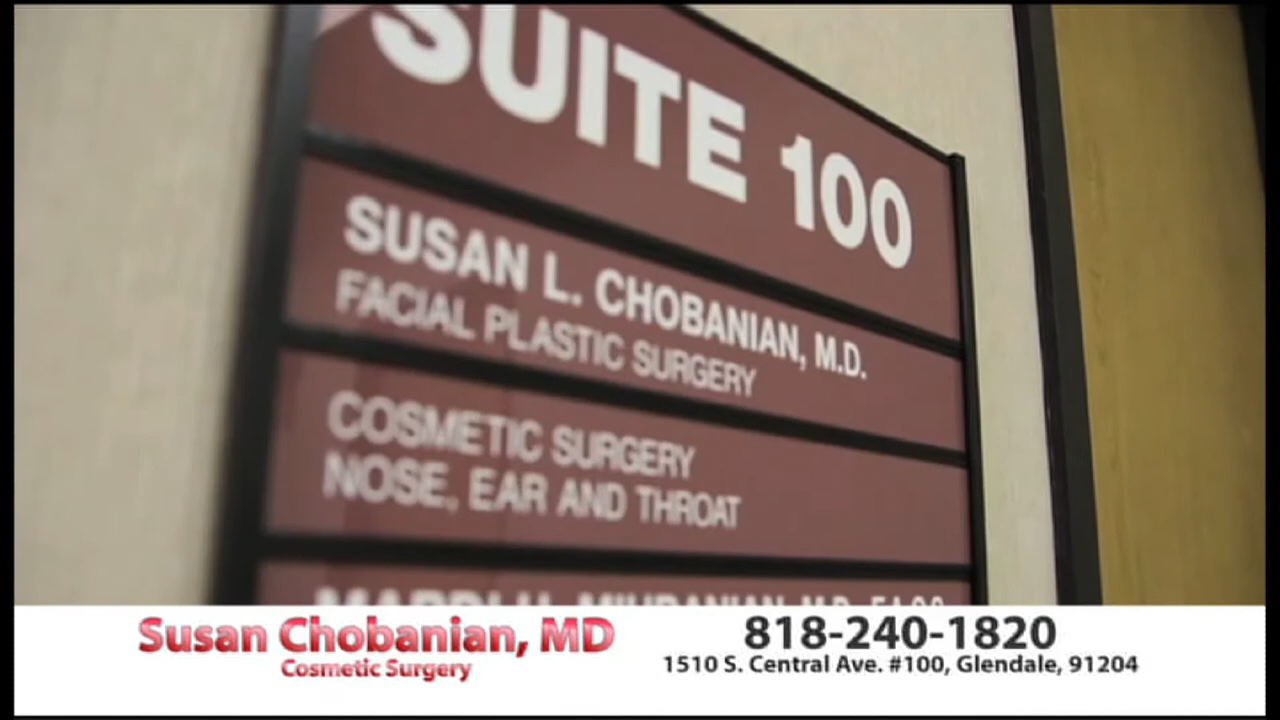 SUITE 100
SUSAN L. CHOBANIAN, M.D.
FACIAL PLASTIC SURGERY
COSMETIC SURGERY
NOSE, EAR AND THROAT
M.D.
Susan Chobanian, MD
Cosmetic Surgery
818-240-1820
1510 S. Central Ave. #100, Glendale, 91204